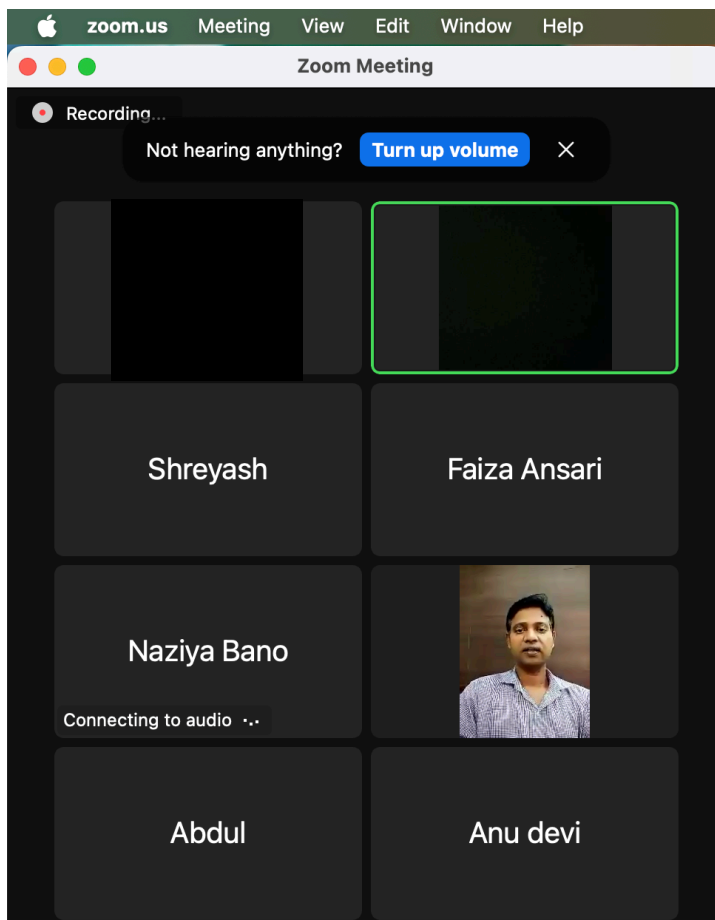 zoom.us Meeting View Edit Window Help
Zoom Meeting
Recording...
Not hearing anything? Turn up volume
Shreyash Faiza Ansari
Naziya Bano
Connecting to audio
Abdul Anu devi